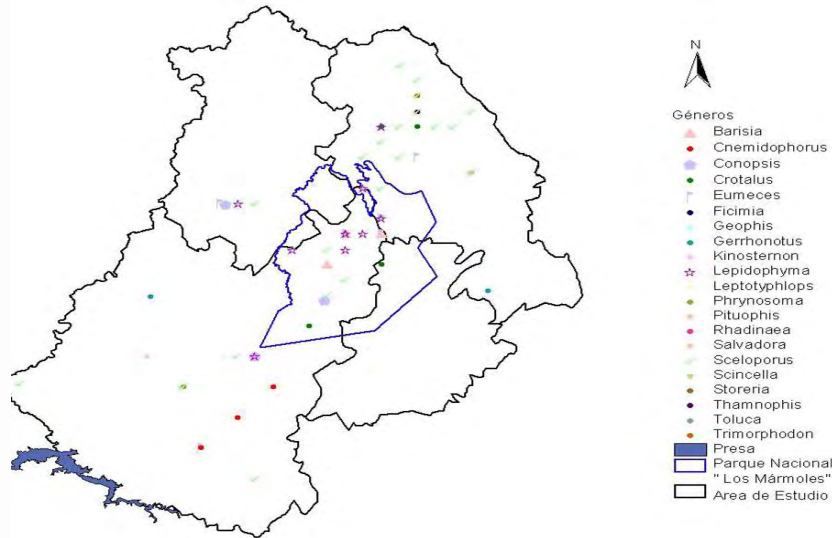 N
Géneros
Barisia
Cnemidophorus
Conopsis
Crotalus
Eumeces
Ficimia
Geophis
Gerrhonotus
Kinosternon
Lepidophyma
Leptotyphlops
Phrynosoma
Pituophis
Rhadinaea
Salvadora
Sceloporus
Scincella
Storeria
Thamnophis
Toluca
Trimorphodon
Presa
Parque Nacional
" Los Mármoles"
Area de Estudio